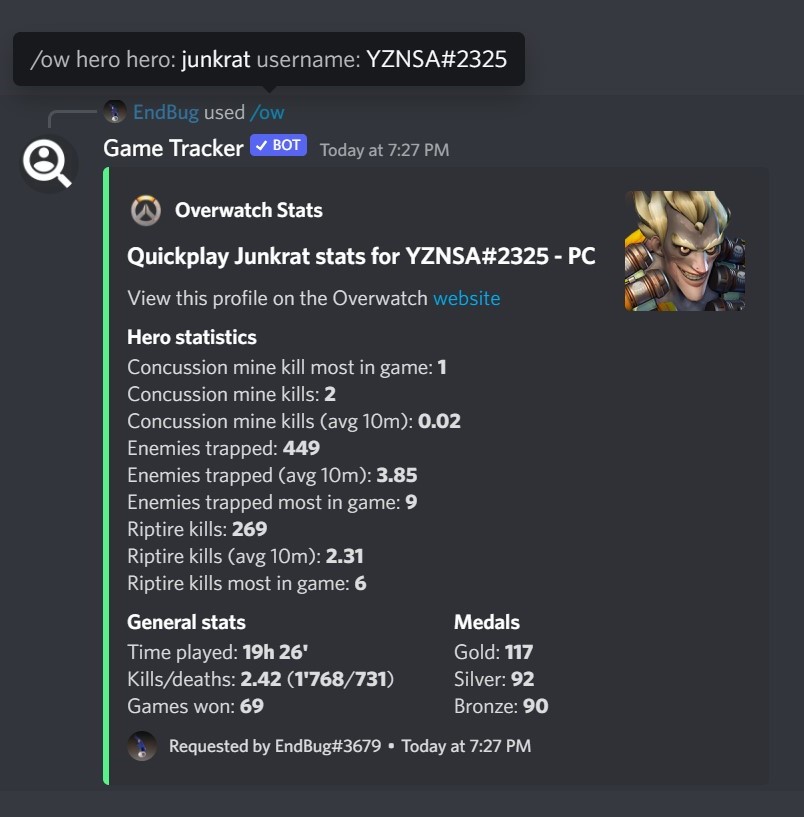 /ow hero hero: junkrat username: YZNSA#2325
EndBug used /ow
Game Tracker ✓ BOT Today at 7:27 PM
Overwatch Stats
Quickplay Junkrat stats for YZNSA#2325 - PC
View this profile on the Overwatch website
Hero statistics
Concussion mine kill most in game: 1
Concussion mine kills: 2
Concussion mine kills (avg 10m): 0.02
Enemies trapped: 449
Enemies trapped (avg 10m): 3.85
Enemies trapped most in game: 9
Riptire kills: 269
Riptire kills (avg 10m): 2.31
Riptire kills most in game: 6
General stats
Time played: 19h 26'
Kills/deaths: 2.42 (1'768/731)
Games won: 69
Medals
Gold: 117
Silver: 92
Bronze: 90
Requested by EndBug#3679 • Today at 7:27 PM